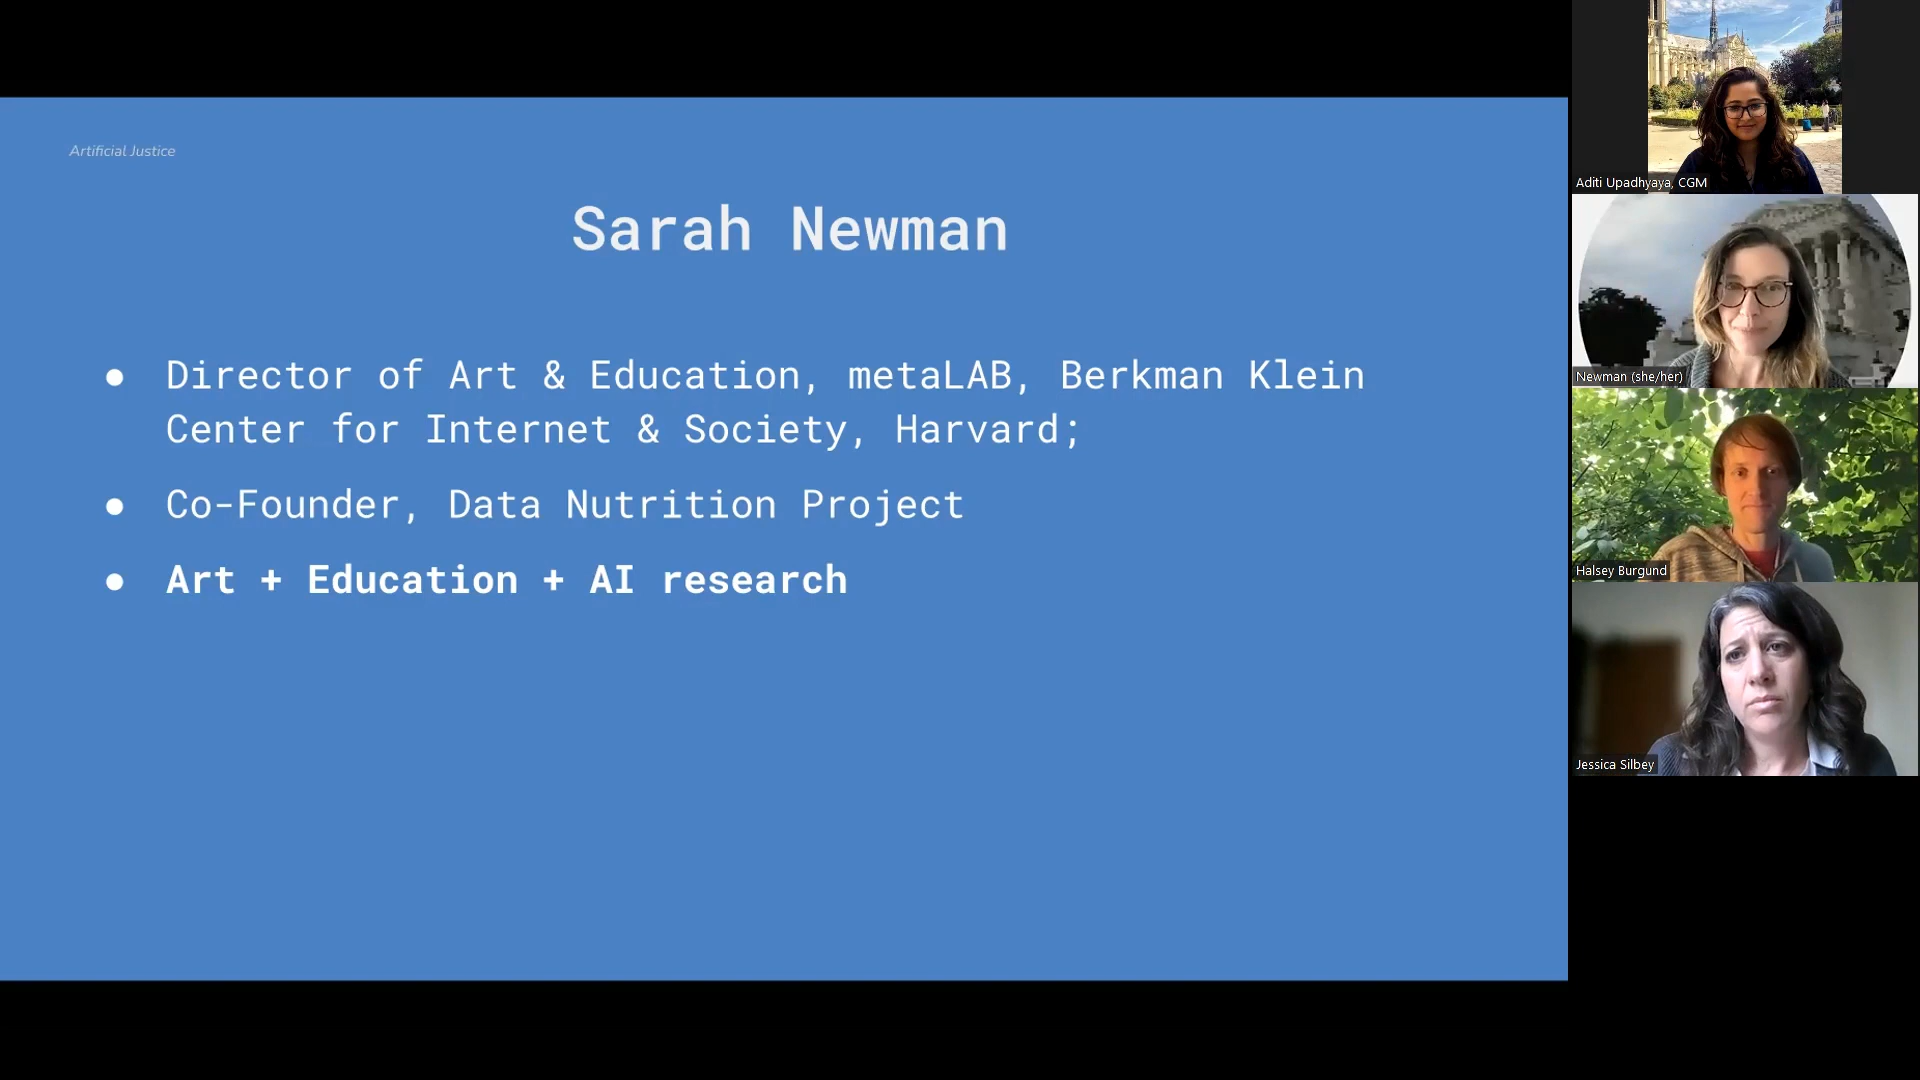 Artificial Justice
Sarah Newman
● Director of Art & Education, metaLAB, Berkman Klein
Center for Internet & Society, Harvard;
● Co-Founder, Data Nutrition Project
● Art + Education + AI research
Aditi Upadhyaya, CGM
Newman (she/her)
Halsey Burgund
Jessica Silbey